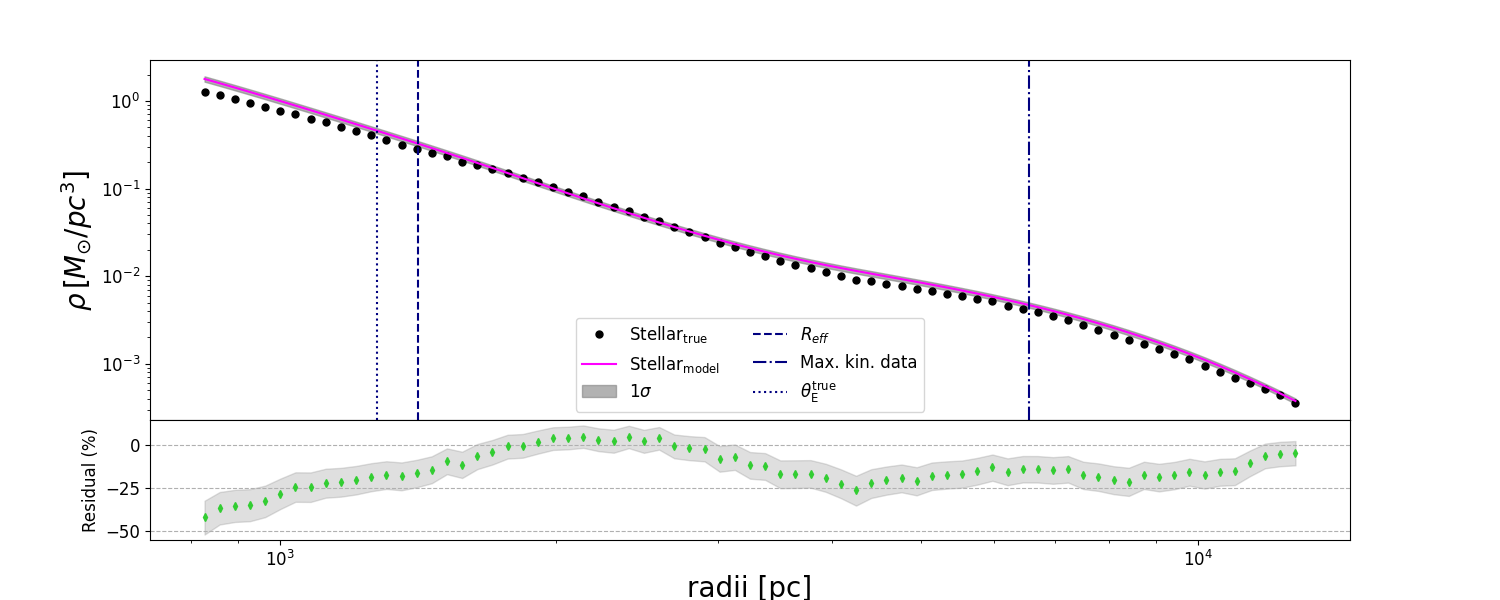 10⁰
10⁻¹
10⁻²
10⁻³
ρ [M⊙/pc³]
Stellar_true
Stellar_model
1σ
R_eff
Max. kin. data
θ_E^true
0
−25
−50
Residual (%)
10³
10⁴
radii [pc]